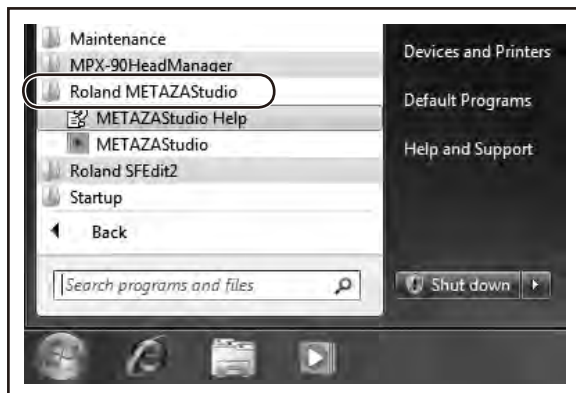 Maintenance
MPX-90HeadManager
Roland METAZAStudio
METAZAStudio Help
METAZAStudio
Roland SFEdit2
Startup
Back
Search programs and files
Devices and Printers
Default Programs
Help and Support
Shut down